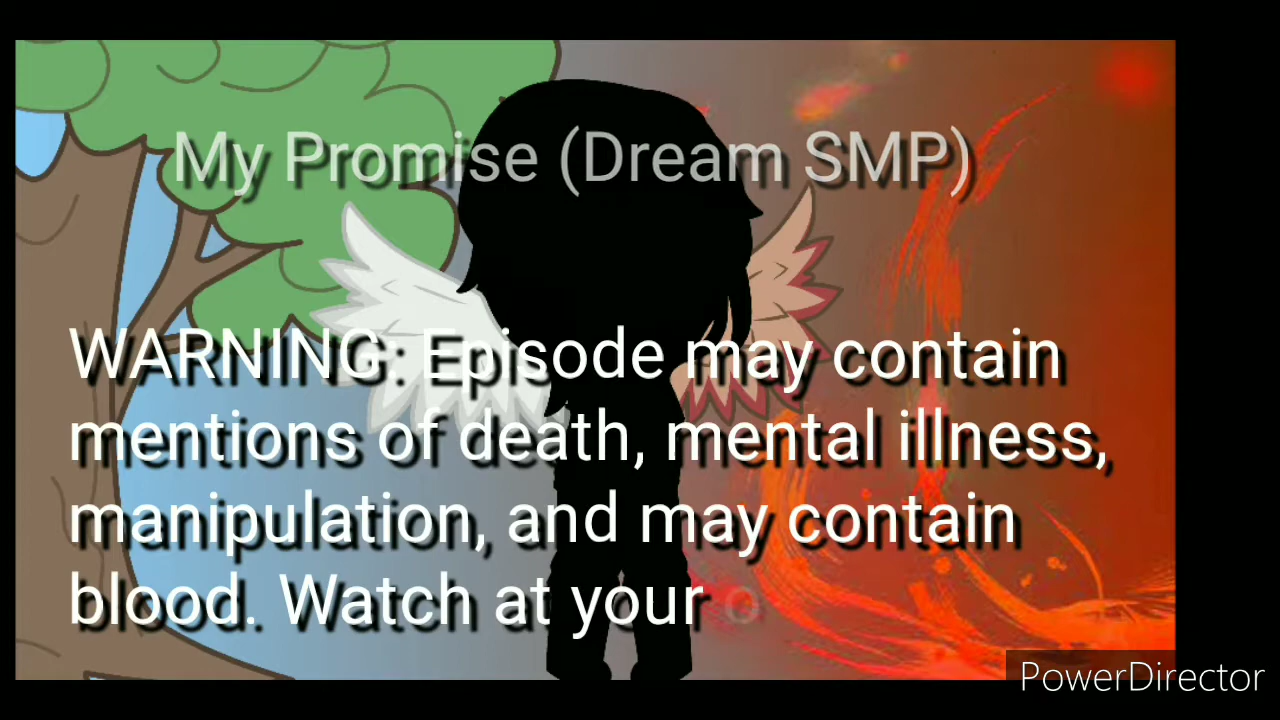 My Promise (Dream SMP)
WARNING: Episode may contain
mentions of death, mental illness,
manipulation, and may contain
blood. Watch at your o
PowerDirector